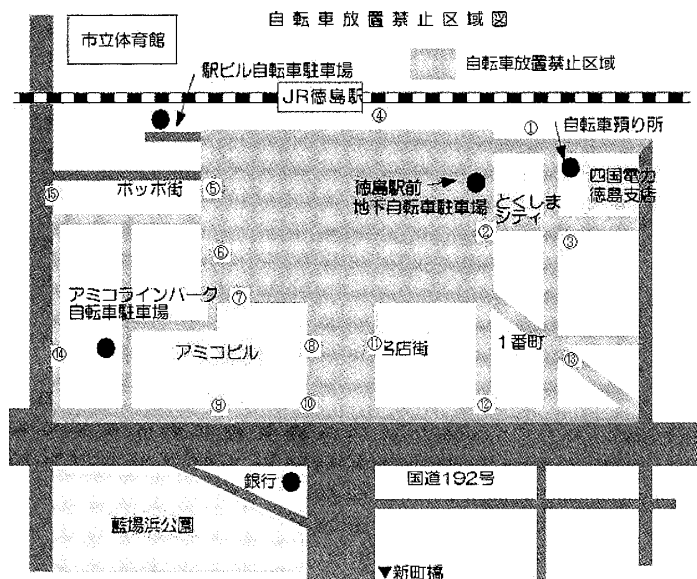 自転車放置禁止区域図
市立体育館
駅ビル自転車駐車場
自転車放置禁止区域
JR徳島駅
④
①
自転車預り所
ポッポ街
⑮
⑤
徳島駅前
地下自転車駐車場
とくしま
シティ
四国電力
徳島支店
②
③
⑥
⑦
アミコラインパーク
自転車駐車場
⑭
アミコビル
⑧
⑪
名店街
1番町
⑬
⑨
⑩
⑫
銀行
国道192号
藍場浜公園
▼新町橋